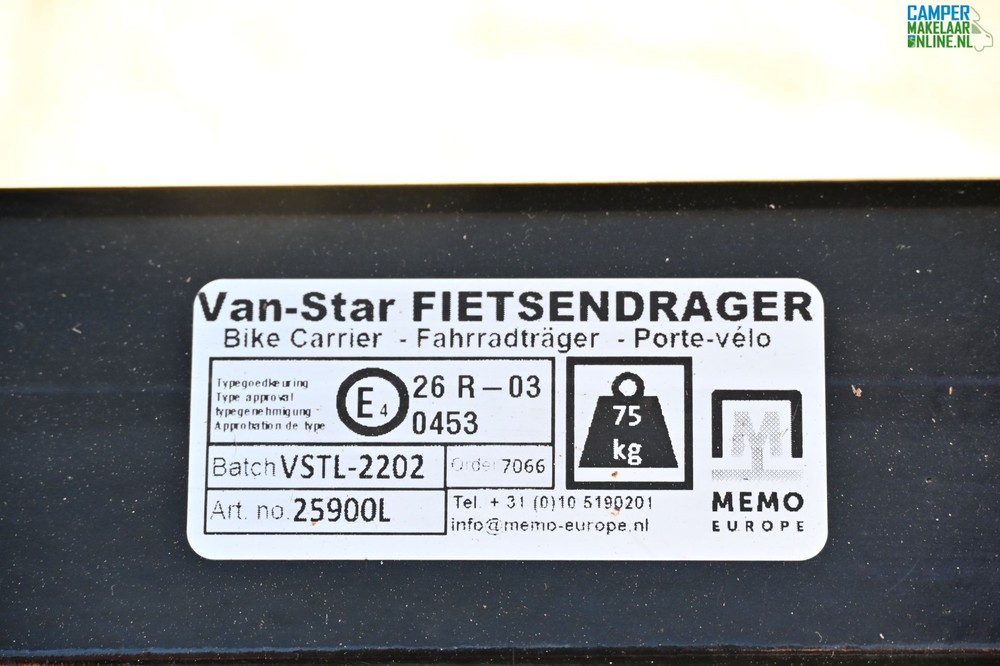 CAMPER
MAKELAAR
ONLINE.NL
Van-Star FIETSENDRAGER
Bike Carrier - Fahrradträger - Porte-vélo
Typegoedkeuring
Type approval
Typegenehmigung
Approbation de type
E4
26 R - 03
0453
75
kg
Batch VSTL-2202
Order 7066
Art. no. 25900L
Tel. + 31 (0)10 5190201
info@memo-europe.nl
M
MEMO
EUROPE